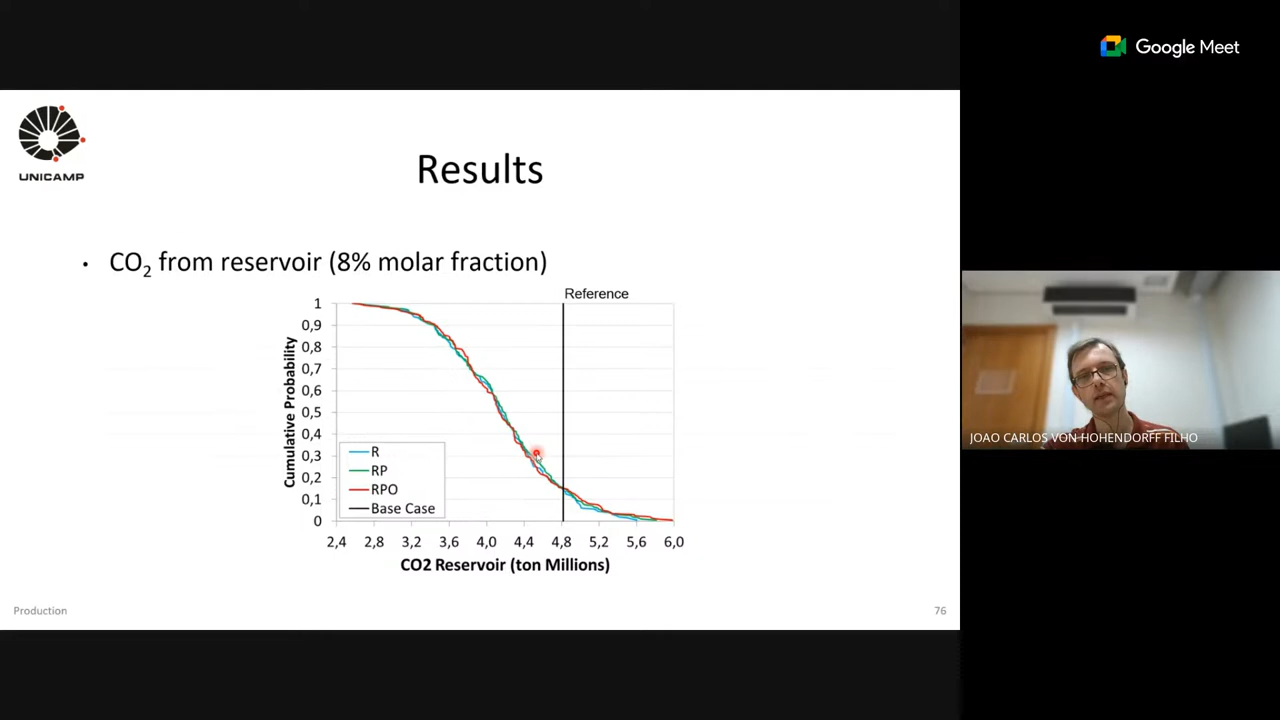 Google Meet
UNICAMP
Results
• CO2 from reservoir (8% molar fraction)
Reference
Cumulative Probability
1
0,9
0,8
0,7
0,6
0,5
0,4
0,3
0,2
0,1
0
R
RP
RPO
Base Case
2,4 2,8 3,2 3,6 4,0 4,4 4,8 5,2 5,6 6,0
CO2 Reservoir (ton Millions)
Production
76
JOAO CARLOS VON HOHENDORFF FILHO